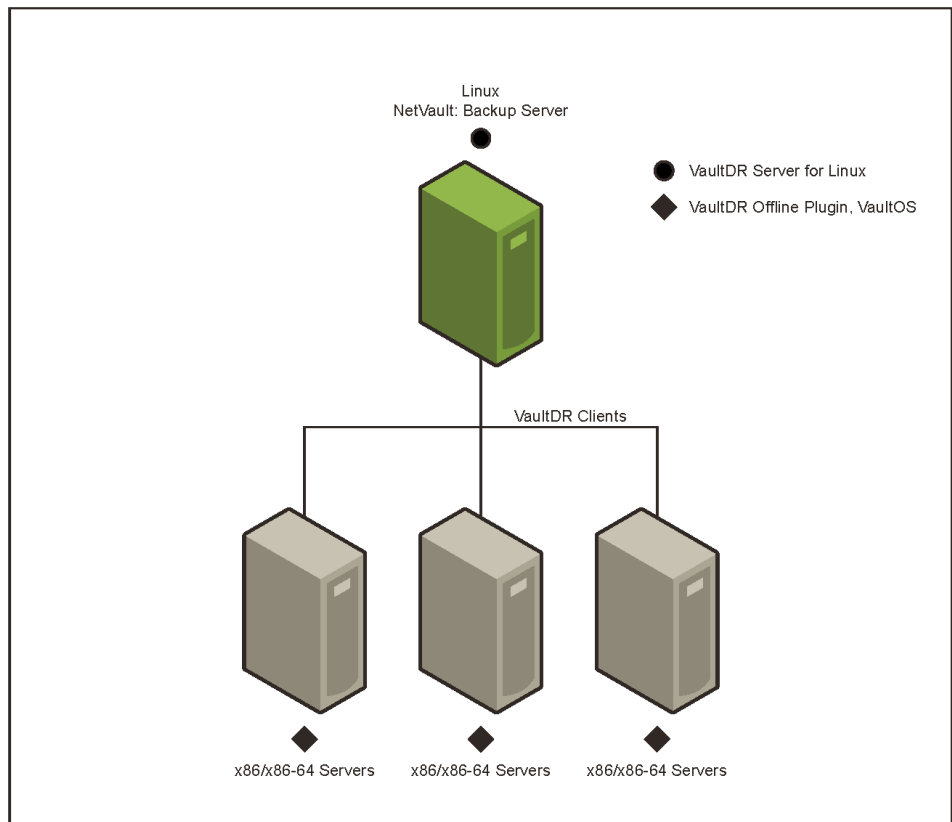 Linux
NetVault: Backup Server
VaultDR Server for Linux
VaultDR Offline Plugin, VaultOS
VaultDR Clients
x86/x86-64 Servers
x86/x86-64 Servers
x86/x86-64 Servers